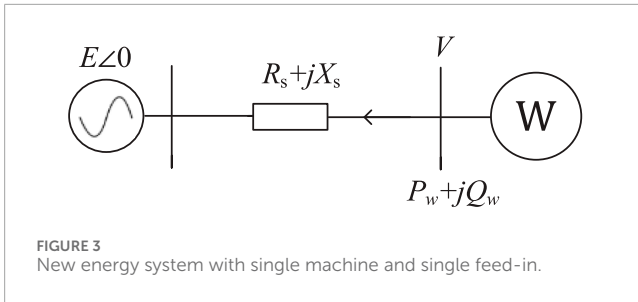 E∠0
Rs+jXs
V
W
Pw+jQw
FIGURE 3
New energy system with single machine and single feed-in.